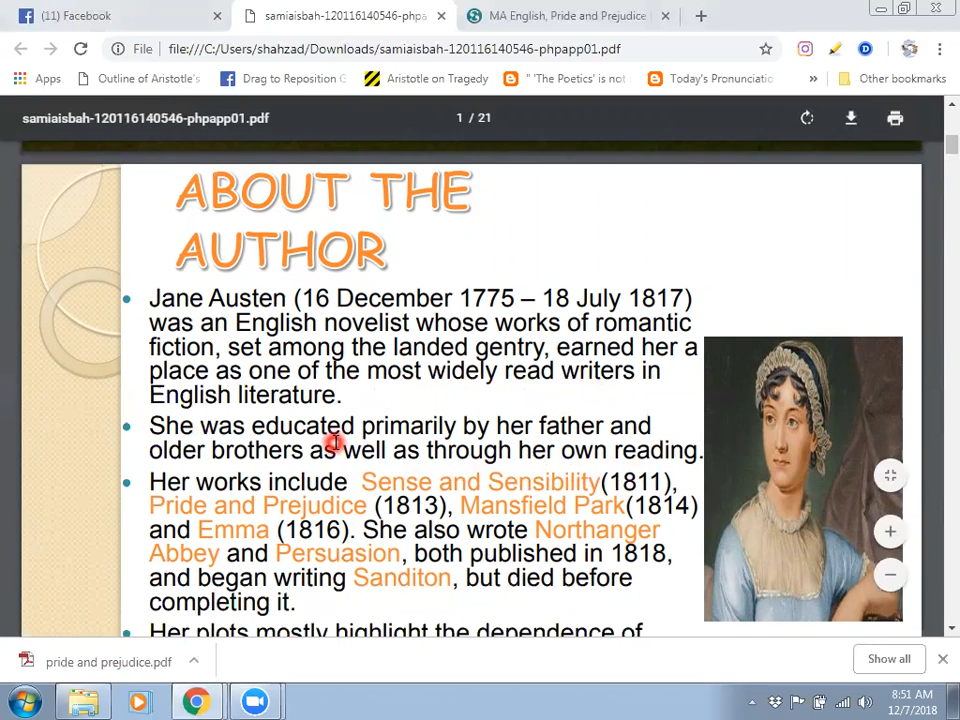 (11) Facebook
samiaisbah-120116140546-phpa
MA English, Pride and Prejudice
File
file:///C:/Users/shahzad/Downloads/samiaisbah-120116140546-phpapp01.pdf
Apps
Outline of Aristotle's
Drag to Reposition
Aristotle on Tragedy
" 'The Poetics' is not
Today's Pronunciatio
Other bookmarks
samiaisbah-120116140546-phpapp01.pdf
1 / 21
ABOUT THE
AUTHOR
• Jane Austen (16 December 1775 – 18 July 1817)
was an English novelist whose works of romantic
fiction, set among the landed gentry, earned her a
place as one of the most widely read writers in
English literature.
• She was educated primarily by her father and
older brothers as well as through her own reading.
• Her works include Sense and Sensibility(1811),
Pride and Prejudice (1813), Mansfield Park(1814)
and Emma (1816). She also wrote Northanger
Abbey and Persuasion, both published in 1818,
and began writing Sanditon, but died before
completing it.
• Her plots mostly highlight the dependence of
pride and prejudice.pdf
Show all
8:51 AM
12/7/2018